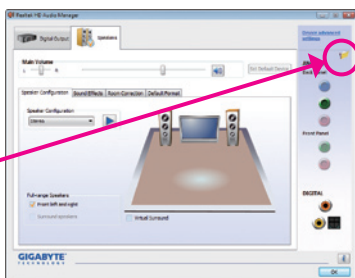 Realtek HD Audio Manager
Digital Output
Speakers
Device advanced settings
Main Volume
L
R
Set Default Device
Back Panel
Speaker Configuration
Sound Effects
Room Correction
Default Format
Speaker Configuration
Stereo
Front Panel
Full-range Speakers
Front left and right
Surround speakers
Virtual Surround
DIGITAL
GIGABYTE
TECHNOLOGY
OK